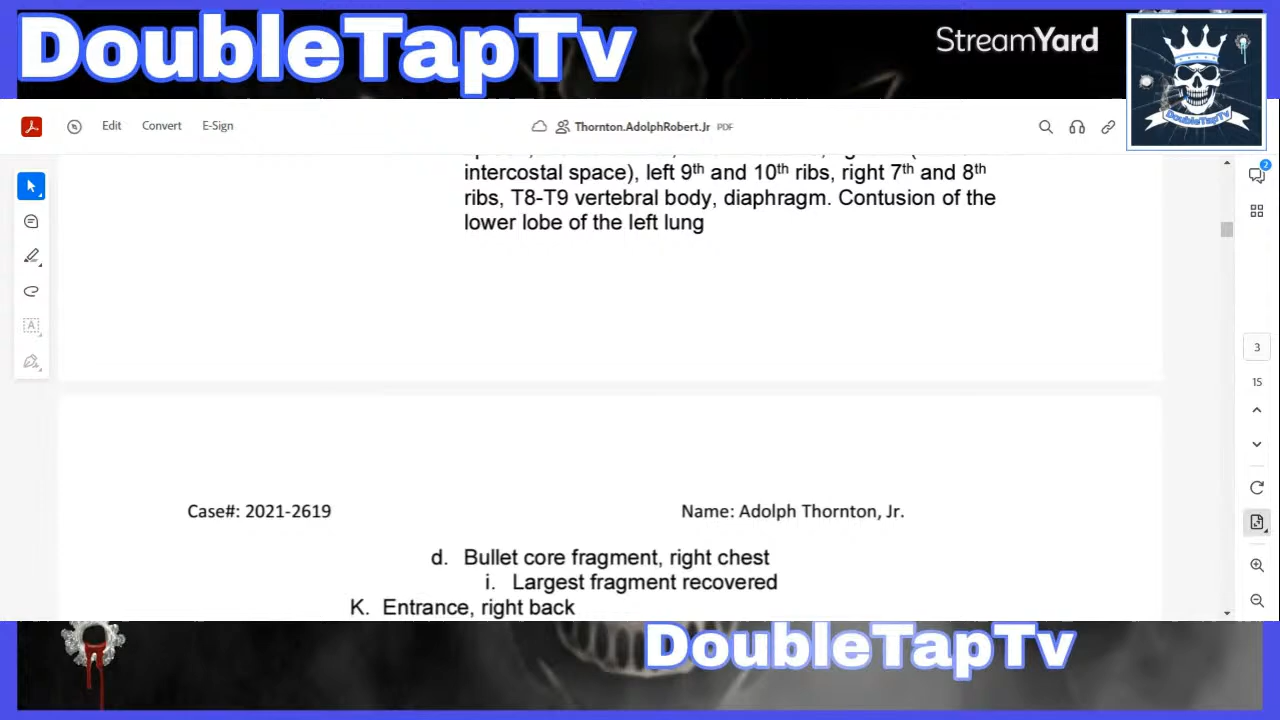 DoubleTapTv
StreamYard
DoubleTapTv
Edit
Convert
E-Sign
Thornton.AdolphRobert.Jr PDF
2
intercostal space), left 9th and 10th ribs, right 7th and 8th
ribs, T8-T9 vertebral body, diaphragm. Contusion of the
lower lobe of the left lung
A
3
15
Case#: 2021-2619
Name: Adolph Thornton, Jr.
d. Bullet core fragment, right chest
i. Largest fragment recovered
K. Entrance, right back
DoubleTapTv